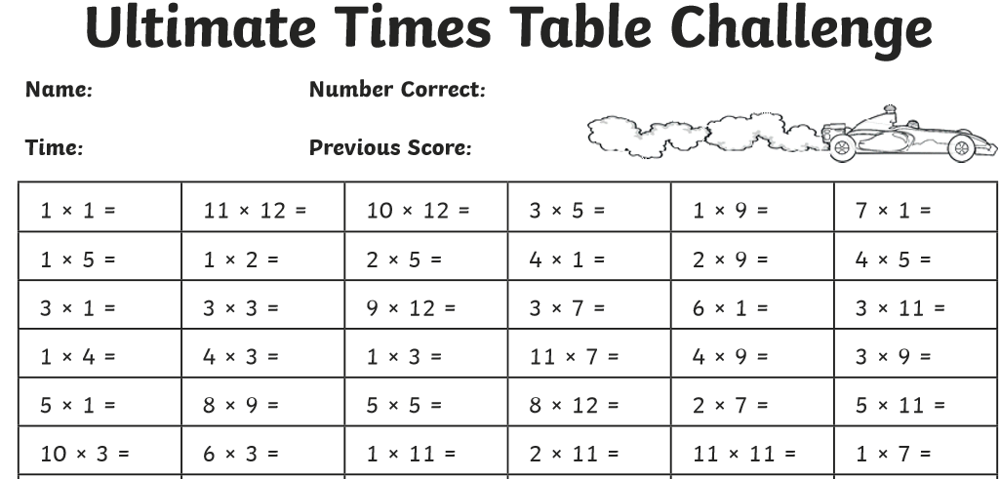 Ultimate Times Table Challenge
Name: Number Correct:
Time: Previous Score:
1 × 1 = 11 × 12 = 10 × 12 = 3 × 5 = 1 × 9 = 7 × 1 =
1 × 5 = 1 × 2 = 2 × 5 = 4 × 1 = 2 × 9 = 4 × 5 =
3 × 1 = 3 × 3 = 9 × 12 = 3 × 7 = 6 × 1 = 3 × 11 =
1 × 4 = 4 × 3 = 1 × 3 = 11 × 7 = 4 × 9 = 3 × 9 =
5 × 1 = 8 × 9 = 5 × 5 = 8 × 12 = 2 × 7 = 5 × 11 =
10 × 3 = 6 × 3 = 1 × 11 = 2 × 11 = 11 × 11 = 1 × 7 =